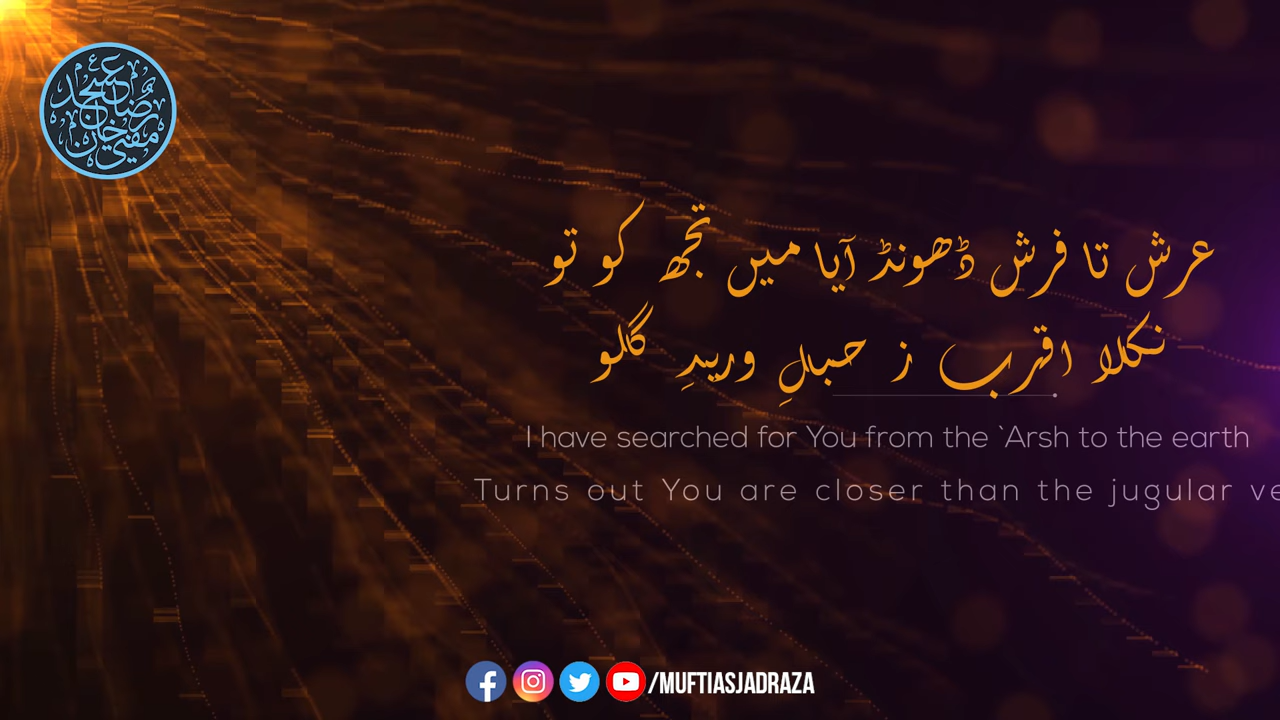 عرش تا فرش ڈھونڈ آیا میں تجھ کو تو
نکلا اقرب ز حبلِ وریدِ گلو
I have searched for You from the `Arsh to the earth
Turns out You are closer than the jugular ve
/MUFTIASJADRAZA